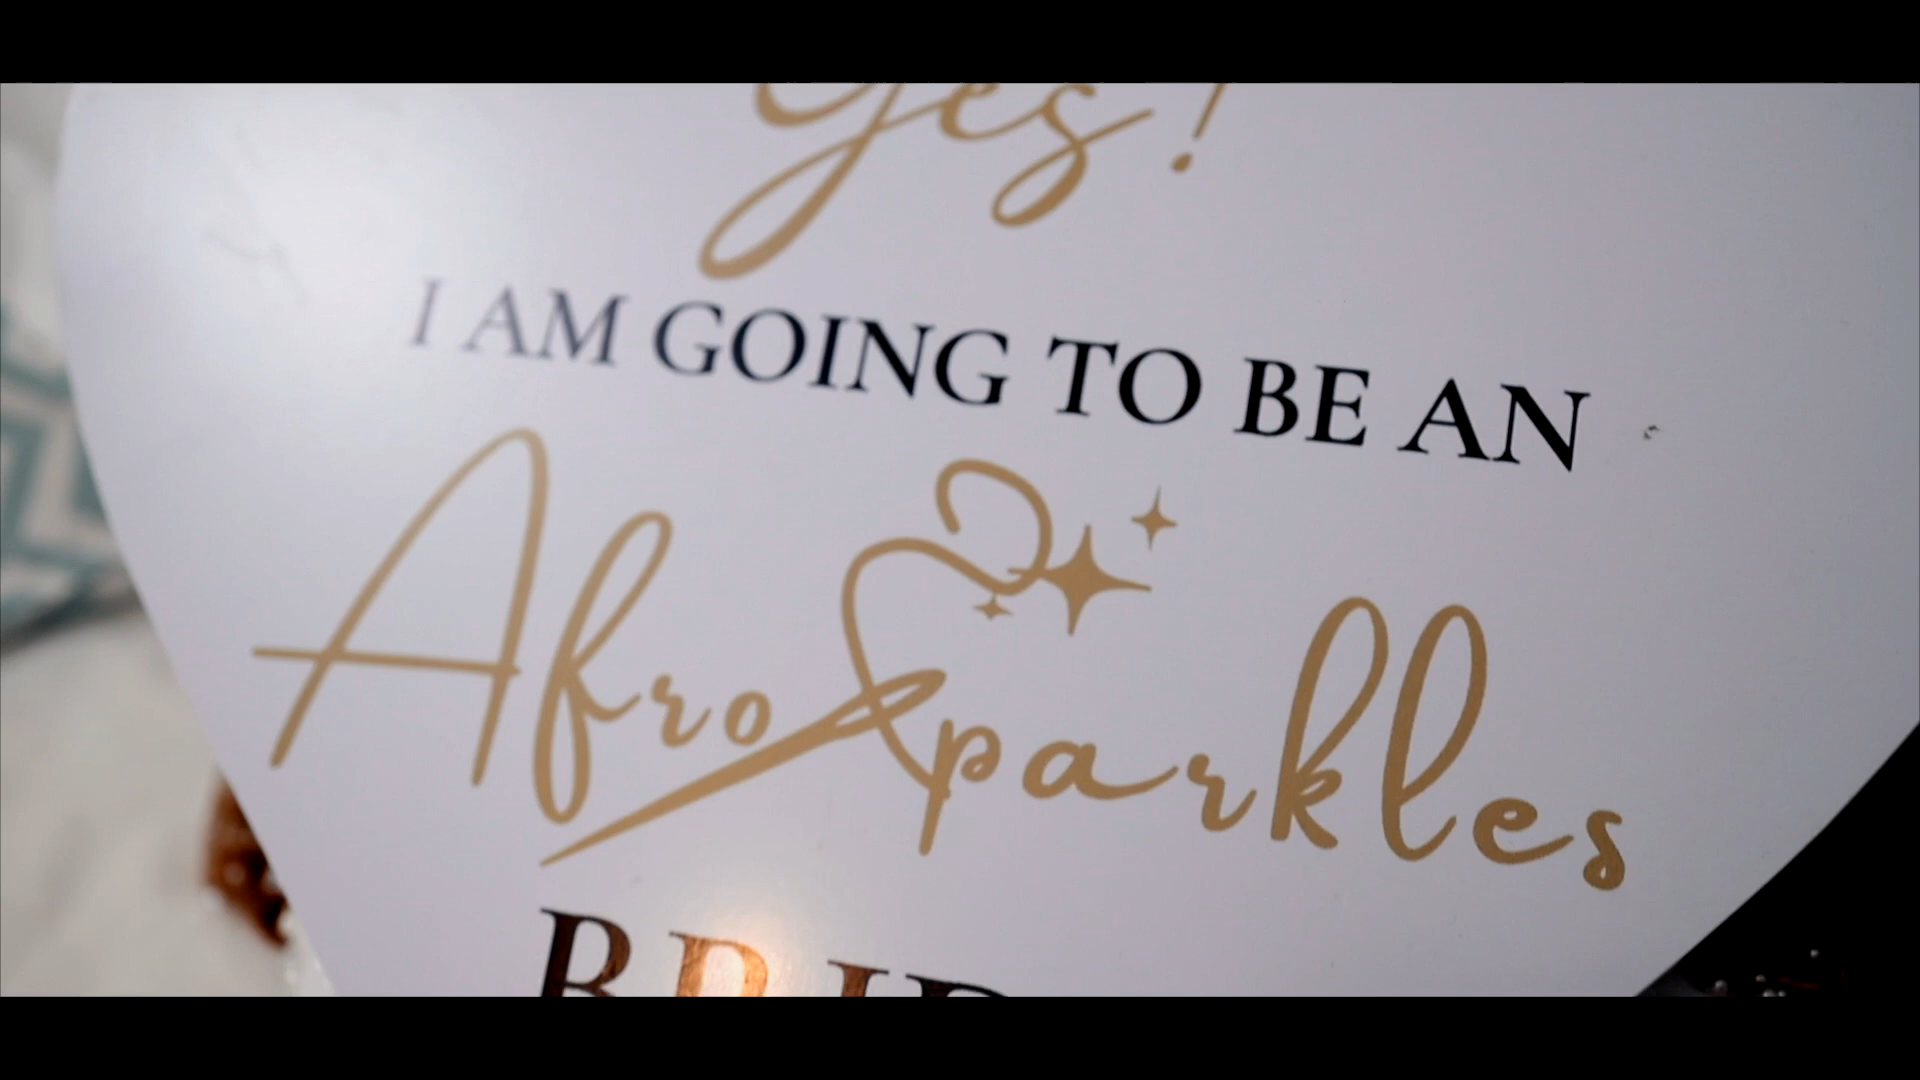 Yes!
I AM GOING TO BE AN
AfroSparkles